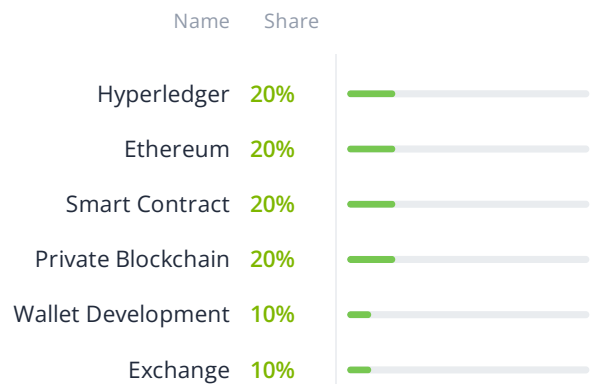 Name Share
Hyperledger 20%
Ethereum 20%
Smart Contract 20%
Private Blockchain 20%
Wallet Development 10%
Exchange 10%